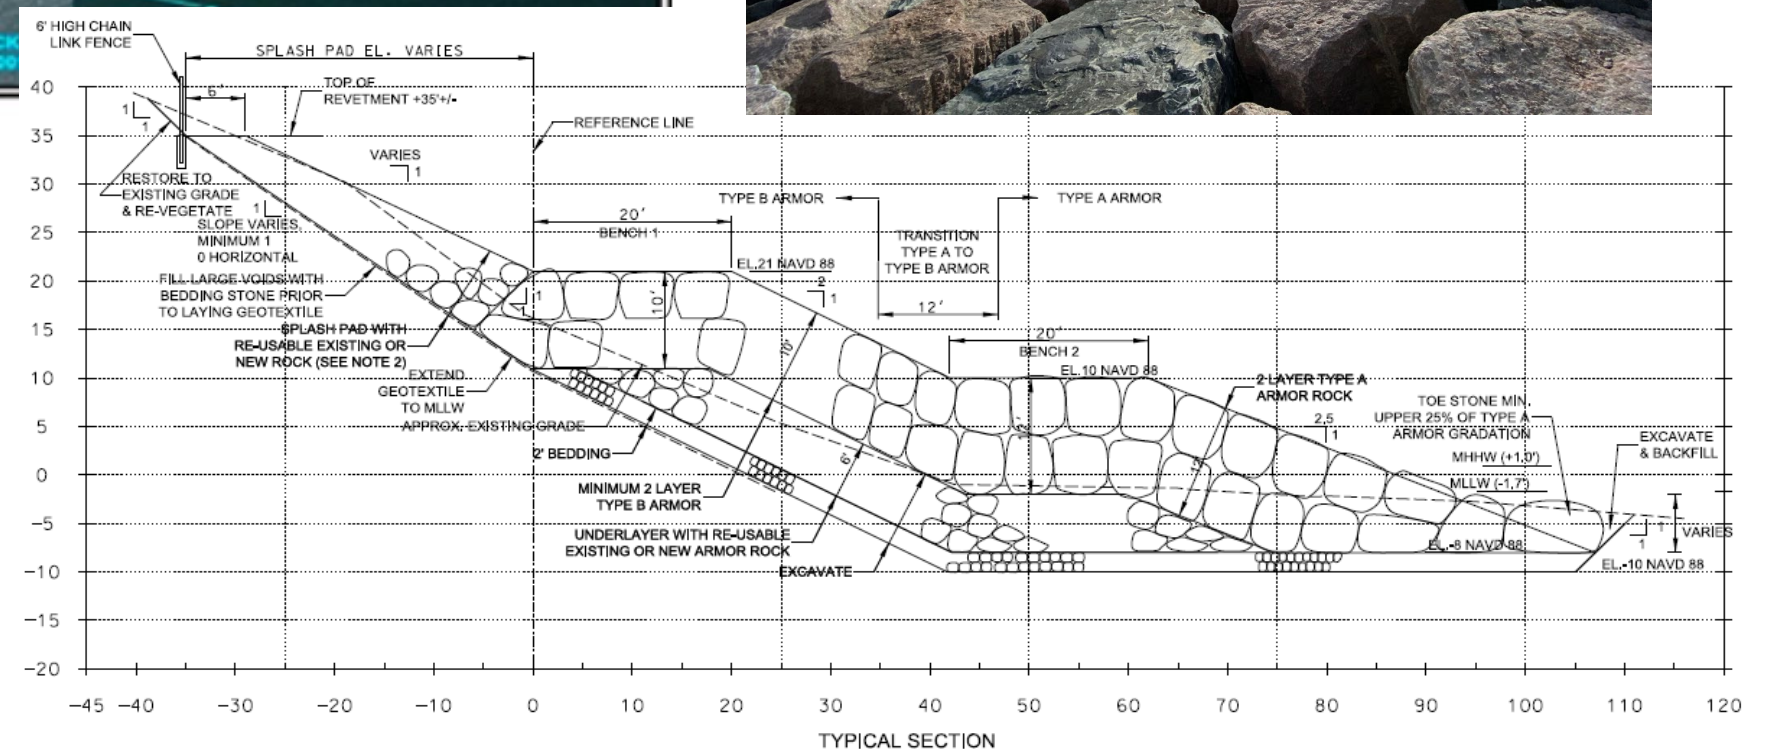 6' HIGH CHAIN
LINK FENCE
SPLASH PAD EL. VARIES
6'
TOP OF
REVETMENT +35'+/-
REFERENCE LINE
1
1
VARIES
1
RESTORE TO
EXISTING GRADE
& RE-VEGETATE
1
SLOPE VARIES,
MINIMUM 1
0 HORIZONTAL
FILL LARGE VOIDS WITH
BEDDING STONE PRIOR
TO LAYING GEOTEXTILE
SPLASH PAD WITH
RE-USABLE EXISTING OR
NEW ROCK (SEE NOTE 2)
EXTEND
GEOTEXTILE
TO MLLW
APPROX. EXISTING GRADE
2' BEDDING
MINIMUM 2 LAYER
TYPE B ARMOR
UNDERLAYER WITH RE-USABLE
EXISTING OR NEW ARMOR ROCK
EXCAVATE
20'
BENCH 1
EL.21 NAVD 88
1
1
10'
10'
6'
2
1
TYPE B ARMOR
TYPE A ARMOR
TRANSITION
TYPE A TO
TYPE B ARMOR
12'
20'
BENCH 2
EL.10 NAVD 88
12'
12'
2 LAYER TYPE A
ARMOR ROCK
2.5
1
TOE STONE MIN.
UPPER 25% OF TYPE A
ARMOR GRADATION
MHHW (+1.0')
MLLW (-1.7')
EXCAVATE
& BACKFILL
1
1
VARIES
EL.-8 NAVD 88
EL.-10 NAVD 88
40
35
30
25
20
15
10
5
0
-5
-10
-15
-20
-45 -40 -30 -20 -10 0 10 20 30 40 50 60 70 80 90 100 110 120
TYPICAL SECTION